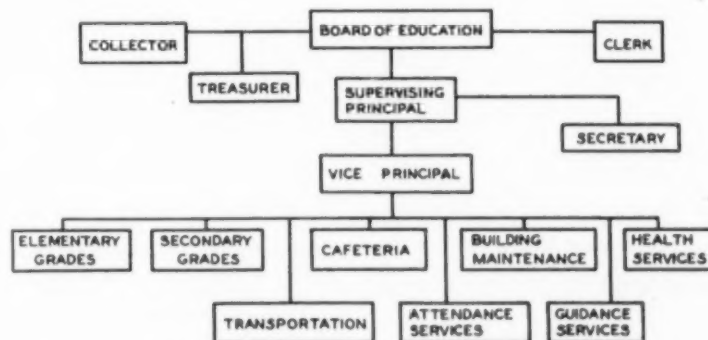 BOARD OF EDUCATION
COLLECTOR
CLERK
TREASURER
SUPERVISING
PRINCIPAL
SECRETARY
VICE PRINCIPAL
ELEMENTARY
GRADES
SECONDARY
GRADES
CAFETERIA
BUILDING
MAINTENANCE
HEALTH
SERVICES
TRANSPORTATION
ATTENDANCE
SERVICES
GUIDANCE
SERVICES